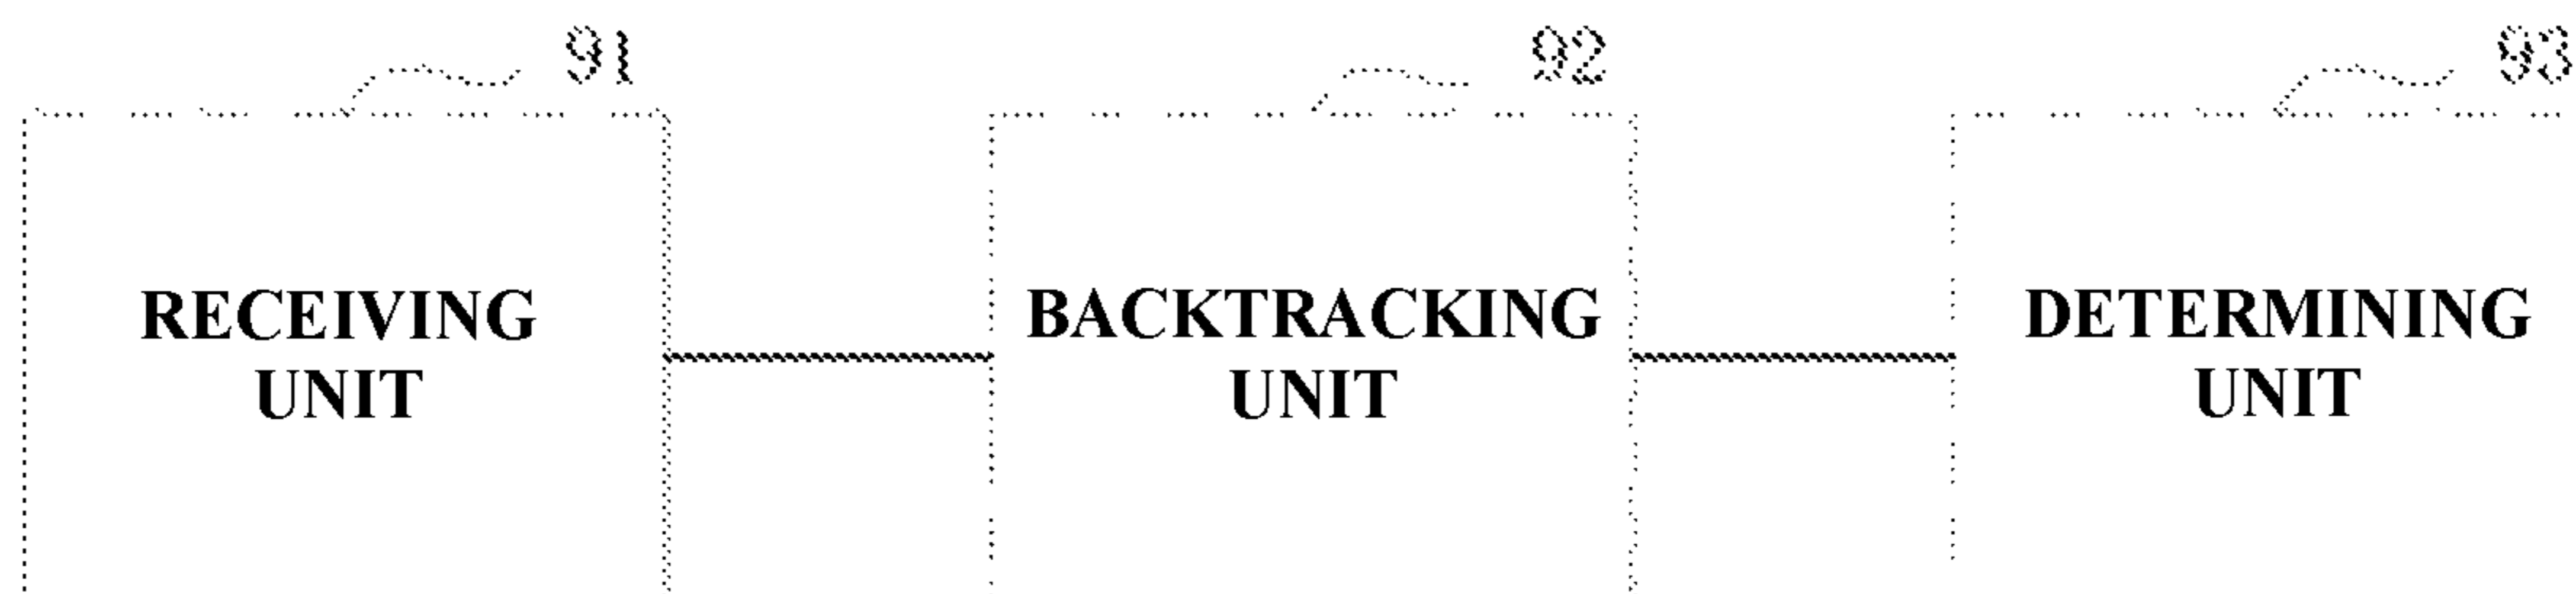 91
92
93
RECEIVING
UNIT
BACKTRACKING
UNIT
DETERMINING
UNIT